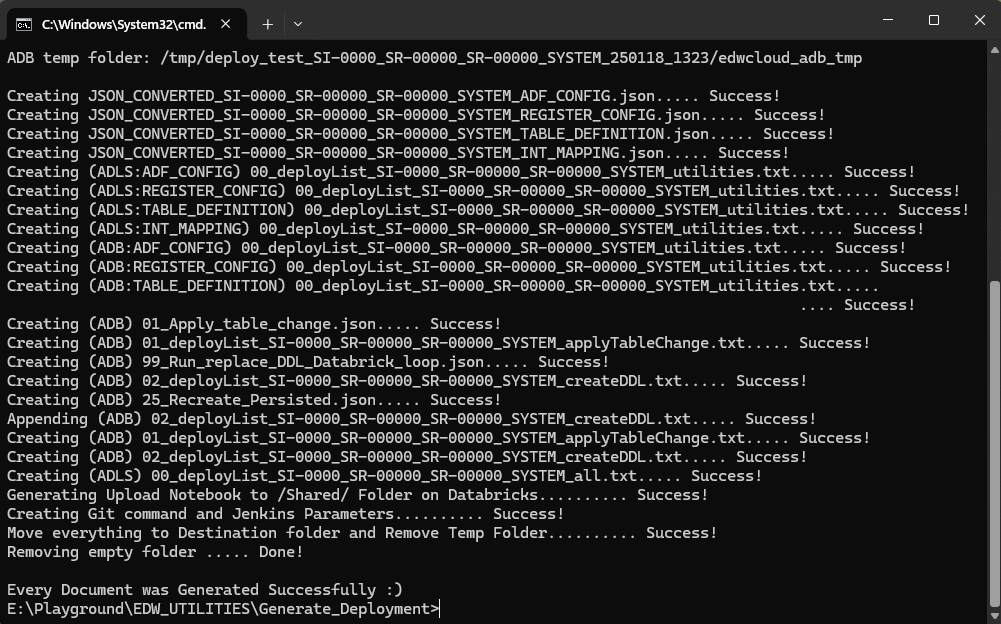 C:\Windows\System32\cmd.
ADB temp folder: /tmp/deploy_test_SI-0000_SR-00000_SR-00000_SYSTEM_250118_1323/edwcloud_adb_tmp
Creating JSON_CONVERTED_SI-0000_SR-00000_SR-00000_SYSTEM_ADF_CONFIG.json..... Success!
Creating JSON_CONVERTED_SI-0000_SR-00000_SR-00000_SYSTEM_REGISTER_CONFIG.json..... Success!
Creating JSON_CONVERTED_SI-0000_SR-00000_SR-00000_SYSTEM_TABLE_DEFINITION.json..... Success!
Creating JSON_CONVERTED_SI-0000_SR-00000_SR-00000_SYSTEM_INT_MAPPING.json..... Success!
Creating (ADLS:ADF_CONFIG) 00_deployList_SI-0000_SR-00000_SR-00000_SYSTEM_utilities.txt..... Success!
Creating (ADLS:REGISTER_CONFIG) 00_deployList_SI-0000_SR-00000_SR-00000_SYSTEM_utilities.txt..... Success!
Creating (ADLS:TABLE_DEFINITION) 00_deployList_SI-0000_SR-00000_SR-00000_SYSTEM_utilities.txt..... Success!
Creating (ADLS:INT_MAPPING) 00_deployList_SI-0000_SR-00000_SR-00000_SYSTEM_utilities.txt..... Success!
Creating (ADB:ADF_CONFIG) 00_deployList_SI-0000_SR-00000_SR-00000_SYSTEM_utilities.txt..... Success!
Creating (ADB:REGISTER_CONFIG) 00_deployList_SI-0000_SR-00000_SR-00000_SYSTEM_utilities.txt..... Success!
Creating (ADB:TABLE_DEFINITION) 00_deployList_SI-0000_SR-00000_SR-00000_SYSTEM_utilities.txt.....
.... Success!
Creating (ADB) 01_Apply_table_change.json..... Success!
Creating (ADB) 01_deployList_SI-0000_SR-00000_SR-00000_SYSTEM_applyTableChange.txt..... Success!
Creating (ADB) 99_Run_replace_DDL_Databrick_loop.json..... Success!
Creating (ADB) 02_deployList_SI-0000_SR-00000_SR-00000_SYSTEM_createDDL.txt..... Success!
Creating (ADB) 25_Recreate_Persisted.json..... Success!
Appending (ADB) 02_deployList_SI-0000_SR-00000_SR-00000_SYSTEM_createDDL.txt..... Success!
Creating (ADB) 01_deployList_SI-0000_SR-00000_SR-00000_SYSTEM_applyTableChange.txt..... Success!
Creating (ADB) 02_deployList_SI-0000_SR-00000_SR-00000_SYSTEM_createDDL.txt..... Success!
Creating (ADLS) 00_deployList_SI-0000_SR-00000_SR-00000_SYSTEM_all.txt..... Success!
Generating Upload Notebook to /Shared/ Folder on Databricks.......... Success!
Creating Git command and Jenkins Parameters.......... Success!
Move everything to Destination folder and Remove Temp Folder.......... Success!
Removing empty folder ..... Done!
Every Document was Generated Successfully :)
E:\Playground\EDW_UTILITIES\Generate_Deployment>